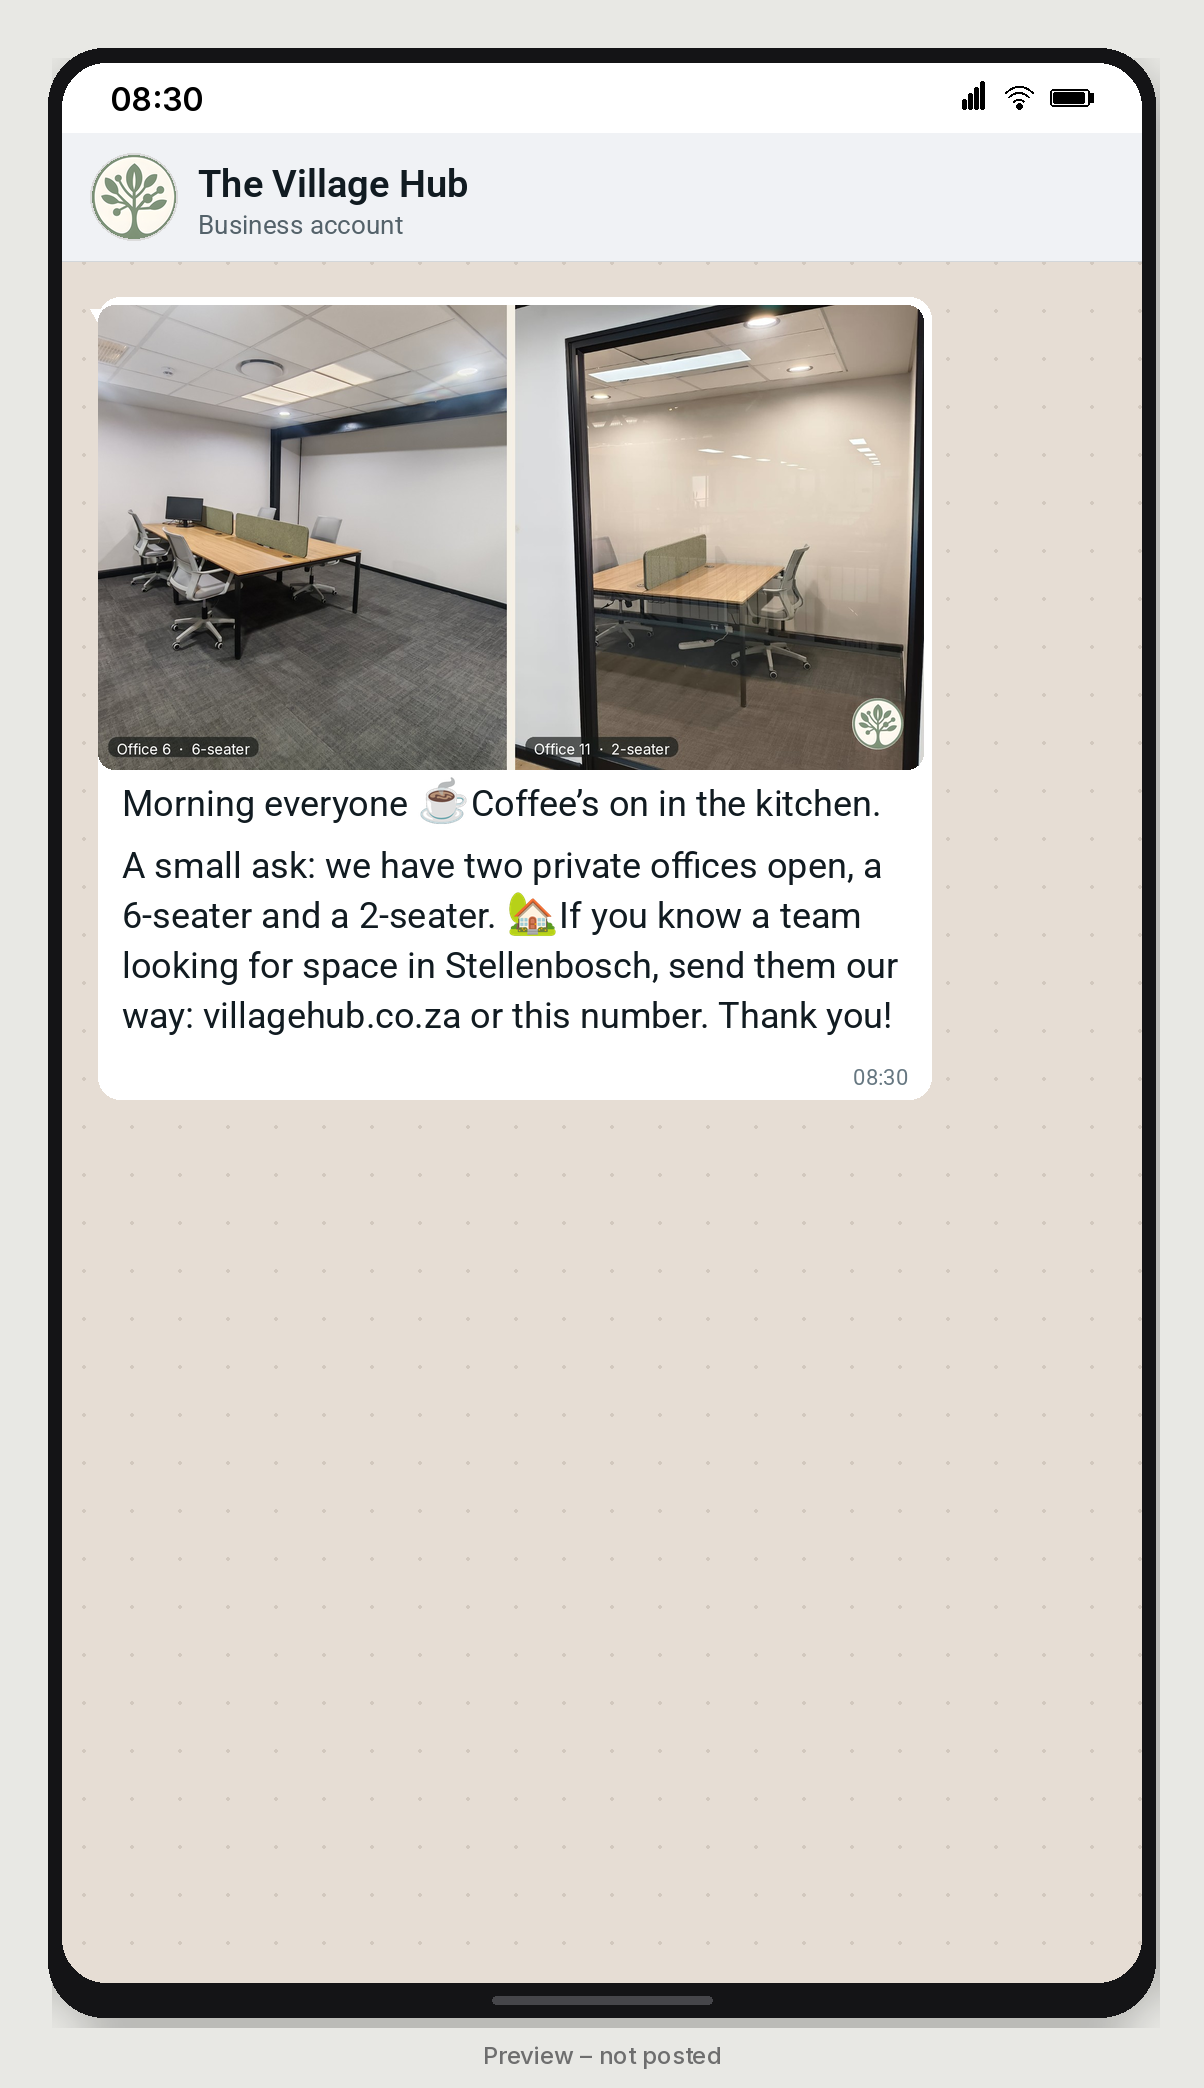 08:30
The Village Hub
Business account
Office 6 · 6-seater
Office 11 · 2-seater
Morning everyone ☕Coffee’s on in the kitchen.
A small ask: we have two private offices open, a
6-seater and a 2-seater. 🏡If you know a team
looking for space in Stellenbosch, send them our
way: villagehub.co.za or this number. Thank you!
08:30
Preview – not posted